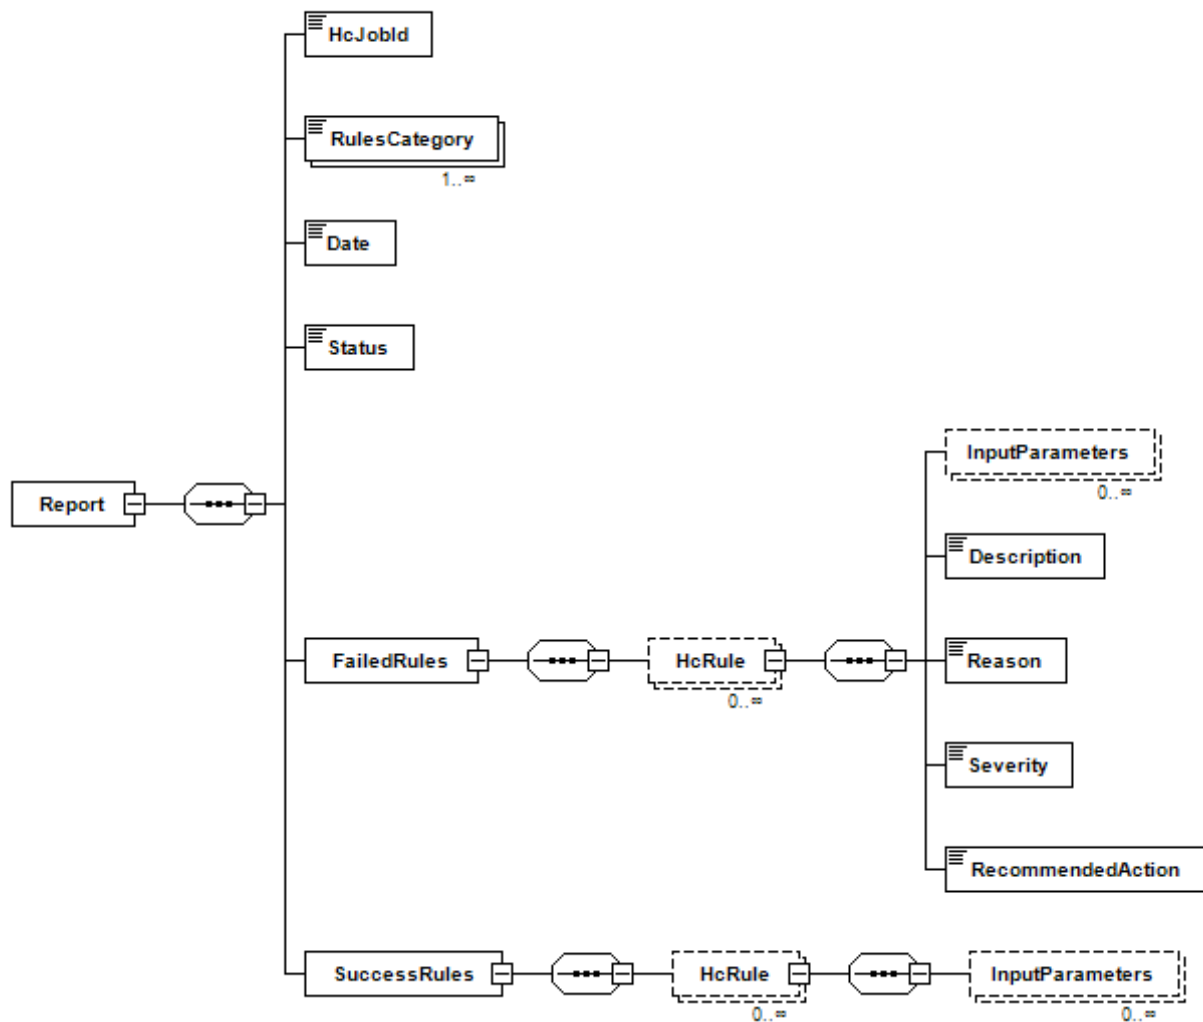 HcJobId
RulesCategory
1..∞
Date
Status
Report
FailedRules
HcRule
0..∞
InputParameters
0..∞
Description
Reason
Severity
RecommendedAction
SuccessRules
HcRule
0..∞
InputParameters
0..∞